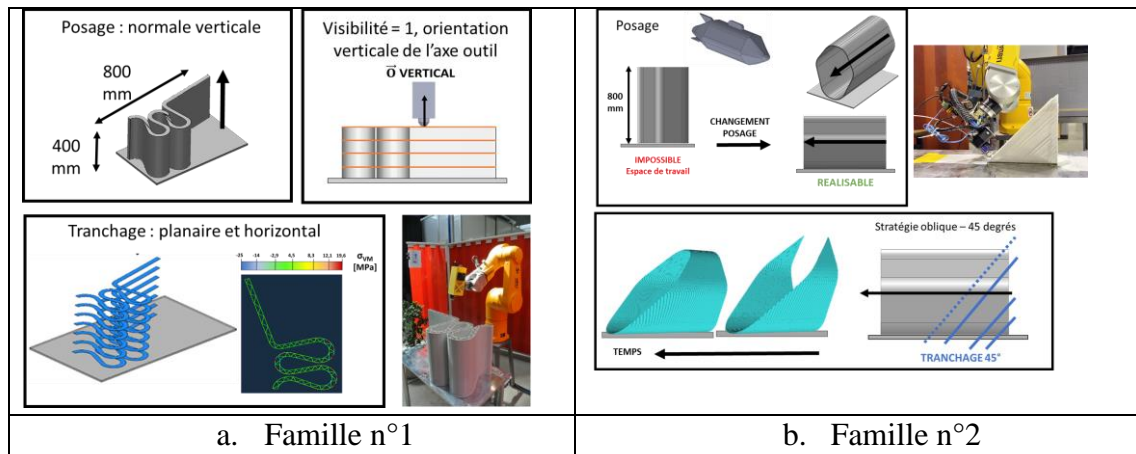 Posage : normale verticale
800
mm
400
mm
Visibilité = 1, orientation
verticale de l'axe outil
O VERTICAL
Tranchage : planaire et horizontal
σVM
[MPa]
Posage
800
mm
IMPOSSIBLE
Espace de travail
CHANGEMENT
POSAGE
REALISABLE
Stratégie oblique – 45 degrés
TEMPS
TRANCHAGE 45°
a. Famille n°1
b. Famille n°2